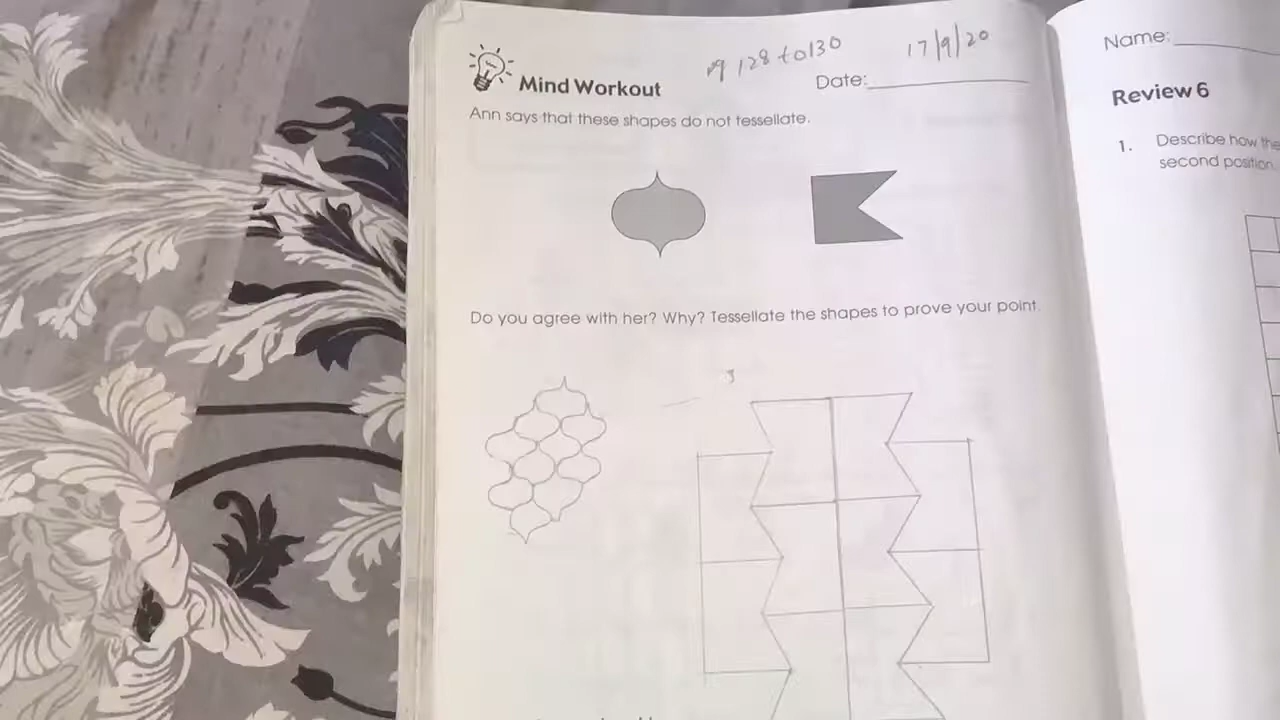 pg 128 to 130
17/9/20
Mind Workout
Date:
Ann says that these shapes do not tessellate.
Do you agree with her? Why? Tessellate the shapes to prove your point.
Name:
Review 6
1. Describe how the
second position